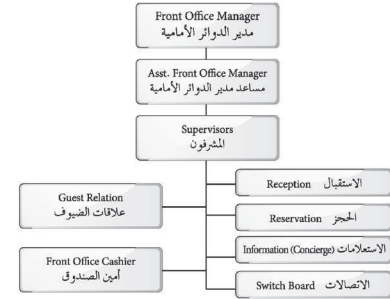 Front Office Manager
مدير الدوائر الأمامية
Asst. Front Office Manager
مساعد مدير الدوائر الأمامية
Supervisors
المشرفون
Guest Relation
علاقات الضيوف
Front Office Cashier
أمين الصندوق
Reception الاستقبال
Reservation الحجز
Information (Concierge) الاستعلامات
Switch Board الاتصالات